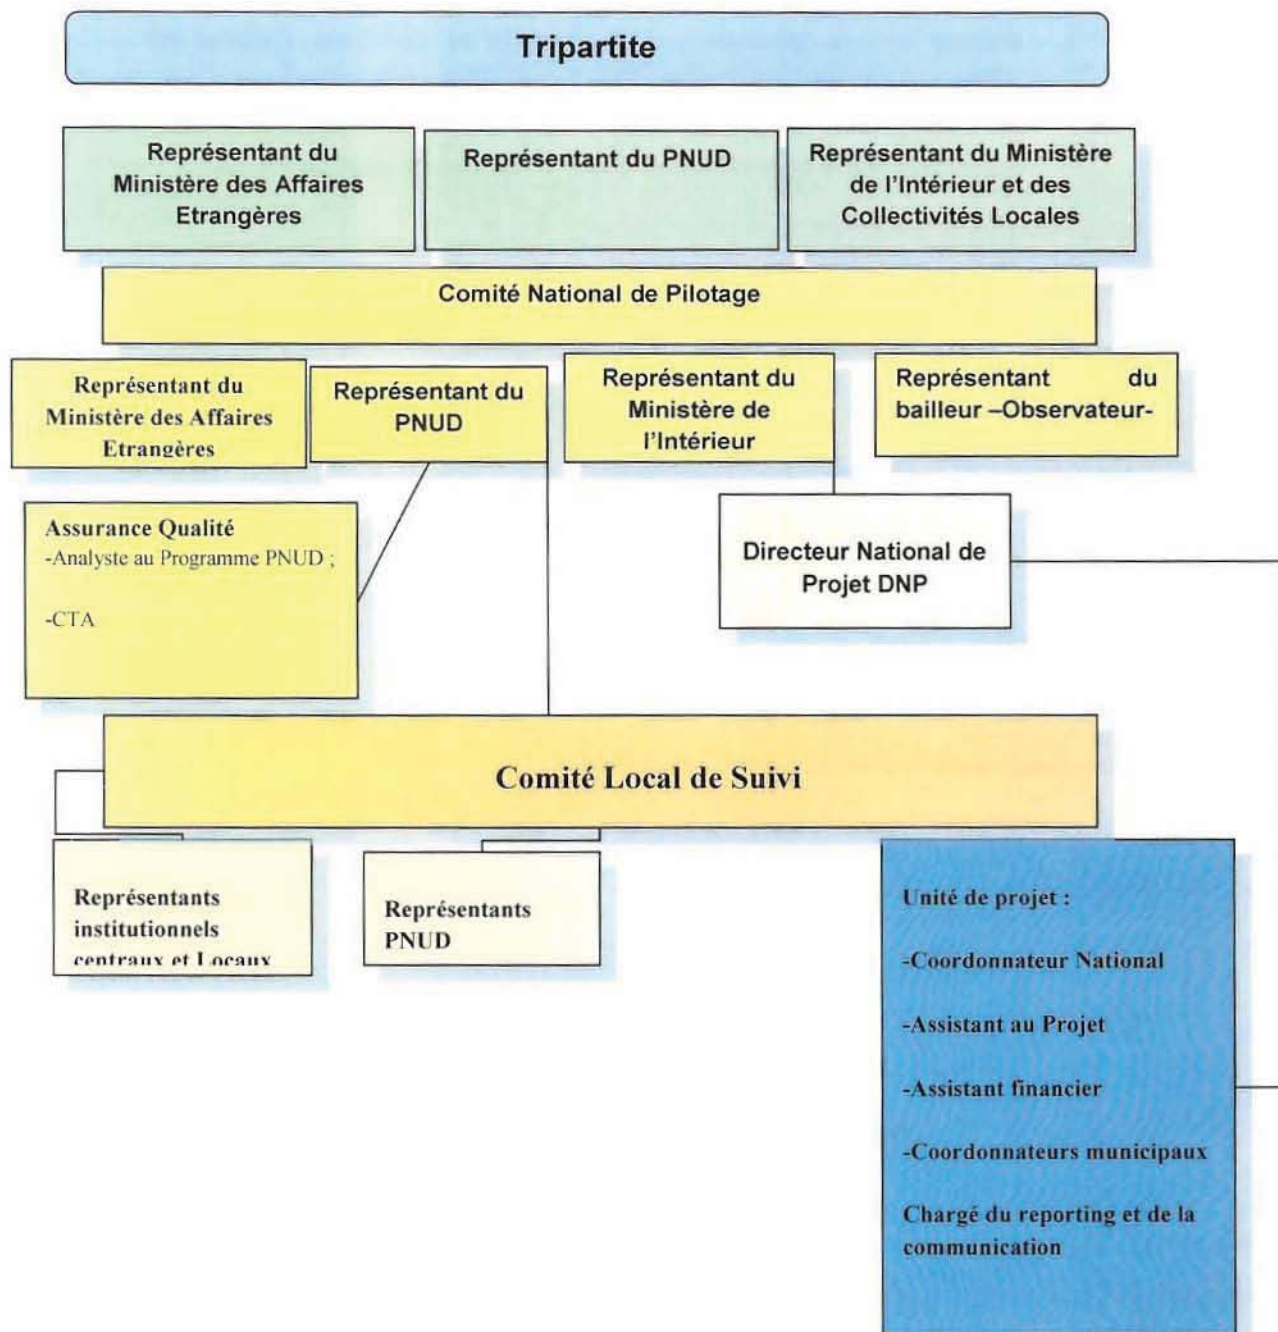 Tripartite
Représentant du
Ministère des Affaires
Etrangères
Représentant du PNUD
Représentant du Ministère
de l'Intérieur et des
Collectivités Locales
Comité National de Pilotage
Représentant du
Ministère des Affaires
Etrangères
Représentant du
PNUD
Représentant du
Ministère de
l'Intérieur
Représentant du
bailleur –Observateur-
Assurance Qualité
-Analyste au Programme PNUD ;
-CTA
Directeur National de
Projet DNP
Comité Local de Suivi
Représentants
institutionnels
centraux et Locaux
Représentants
PNUD
Unité de projet :
-Coordonnateur National
-Assistant au Projet
-Assistant financier
-Coordonnateurs municipaux
Chargé du reporting et de la
communication